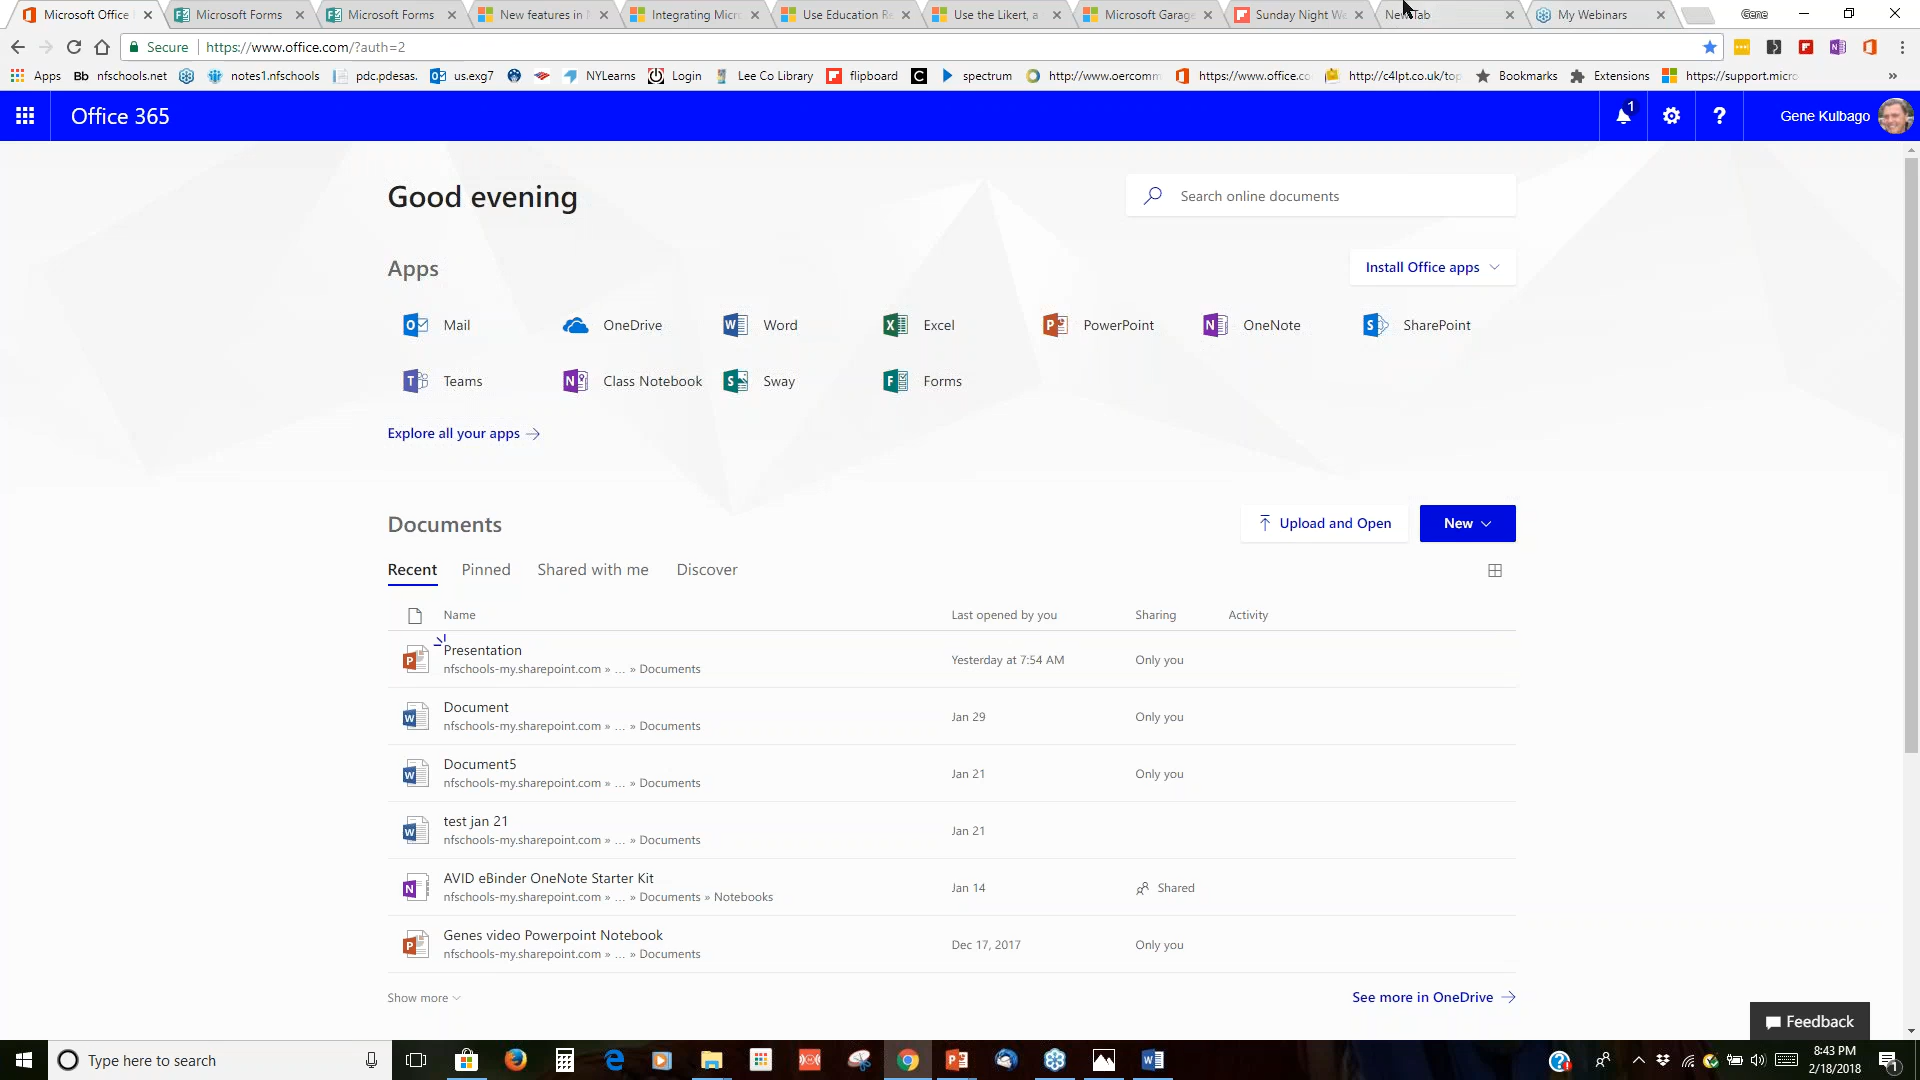 Microsoft Office
Microsoft Forms
Microsoft Forms
New features in
Integrating Micro
Use Education Re
Use the Likert, a
Microsoft Garag
Sunday Night We
New Tab
My Webinars
Gene
Secure
https://www.office.com/?auth=2
Apps
Bb
nfschools.net
notes1.nfschools
pdc.pdesas.
us.exg7
NYLearns
Login
Lee Co Library
flipboard
spectrum
http://www.oercomm
https://www.office.co
http://c4lpt.co.uk/top
Bookmarks
Extensions
https://support.micro
»
Office 365
1
?
Gene Kulbago
Good evening
Search online documents
Apps
Install Office apps
Mail
OneDrive
Word
Excel
PowerPoint
OneNote
SharePoint
Teams
Class Notebook
Sway
Forms
Explore all your apps →
Documents
Upload and Open
New
Recent
Pinned
Shared with me
Discover
Name
Last opened by you
Sharing
Activity
Presentation
nfschools-my.sharepoint.com » ... » Documents
Yesterday at 7:54 AM
Only you
Document
nfschools-my.sharepoint.com » ... » Documents
Jan 29
Only you
Document5
nfschools-my.sharepoint.com » ... » Documents
Jan 21
Only you
test jan 21
nfschools-my.sharepoint.com » ... » Documents
Jan 21
AVID eBinder OneNote Starter Kit
nfschools-my.sharepoint.com » ... » Documents » Notebooks
Jan 14
Shared
Genes video Powerpoint Notebook
nfschools-my.sharepoint.com » ... » Documents
Dec 17, 2017
Only you
Show more
See more in OneDrive →
Feedback
Type here to search
8:43 PM
2/18/2018
1